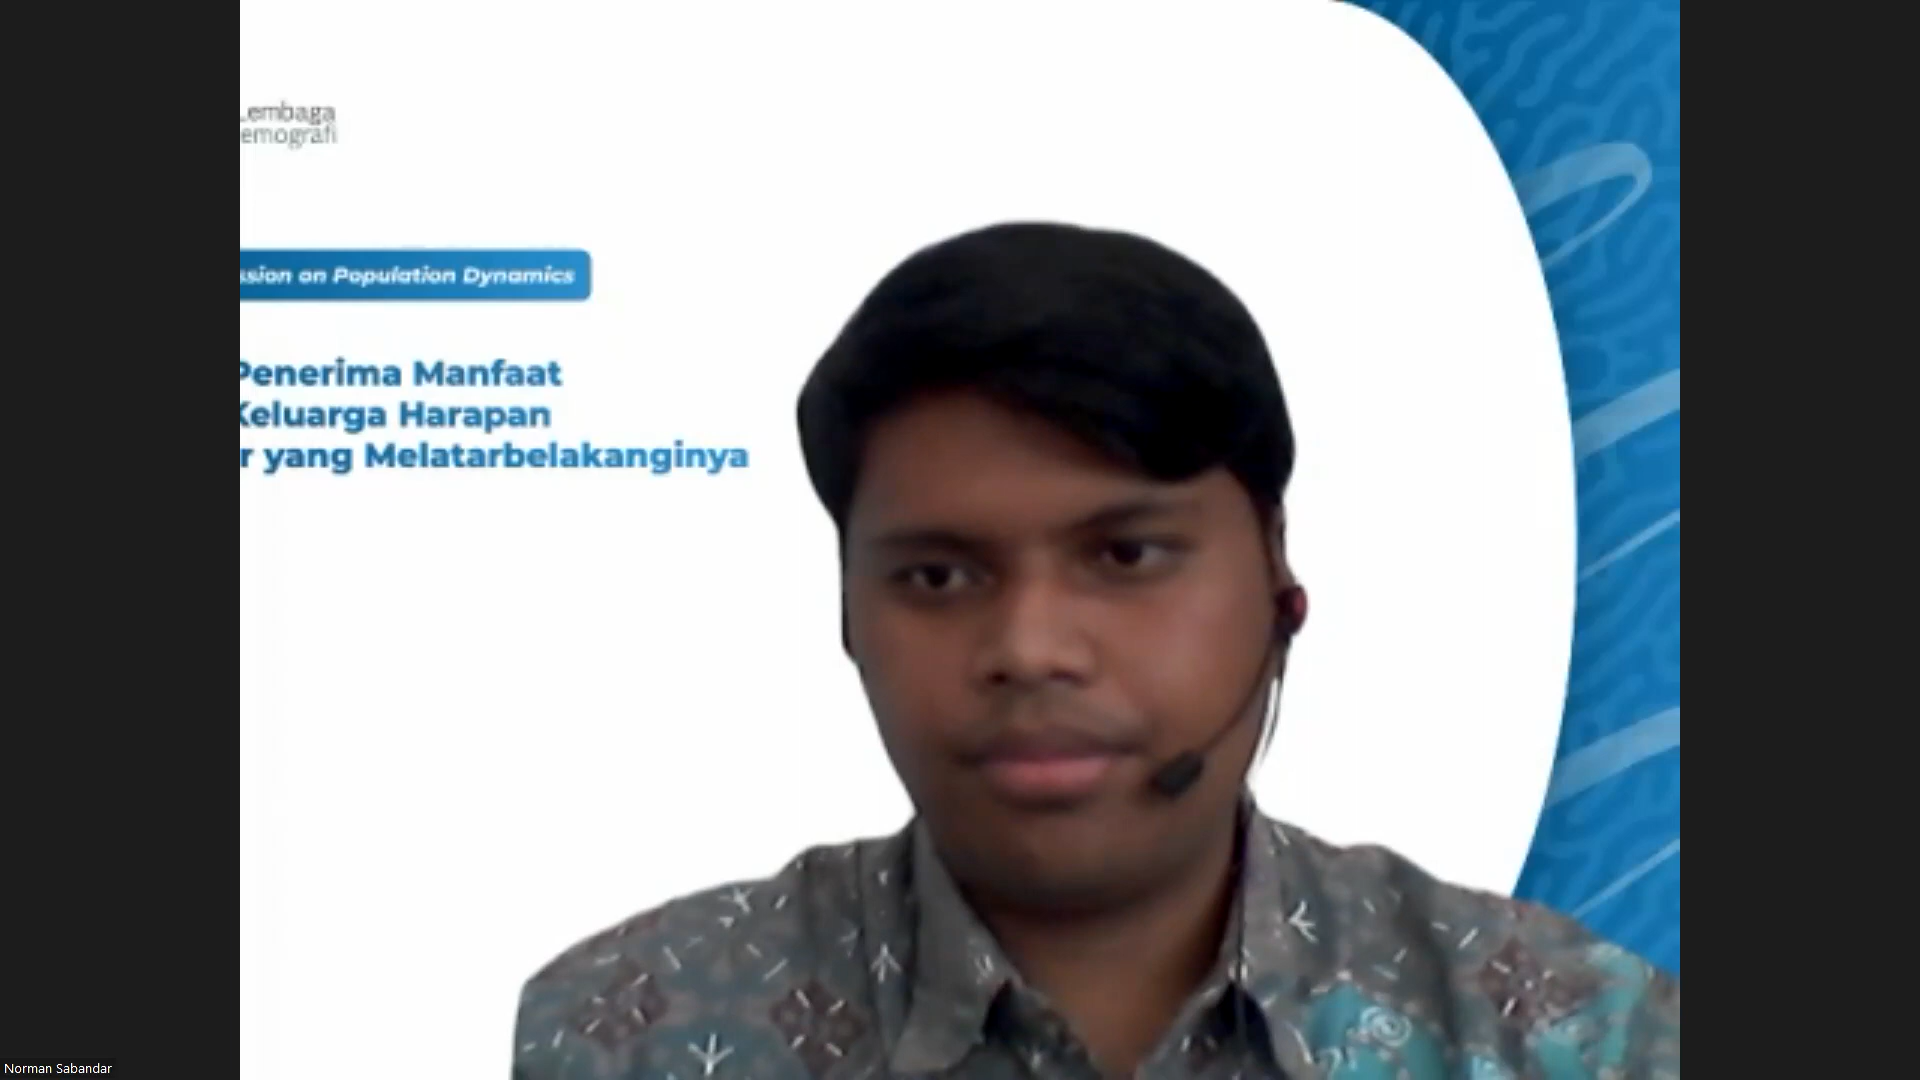 Lembaga
emografi
ssion on Population Dynamics
Penerima Manfaat
Keluarga Harapan
r yang Melatarbelakanginya
Norman Sabandar